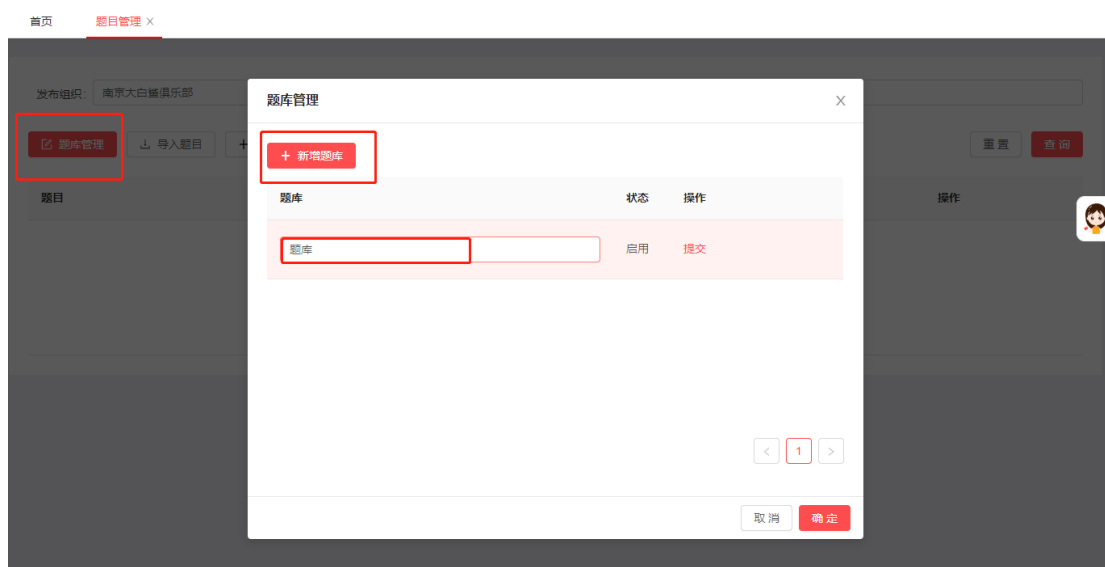 首页 题目管理 ×
发布组织: 南京大白猫俱乐部
题库管理 导入题目 +
重置 查询
题目 操作
题库管理 ×
+ 新增题库
题库 状态 操作
题库 启用 提交
< 1 >
取消 确定